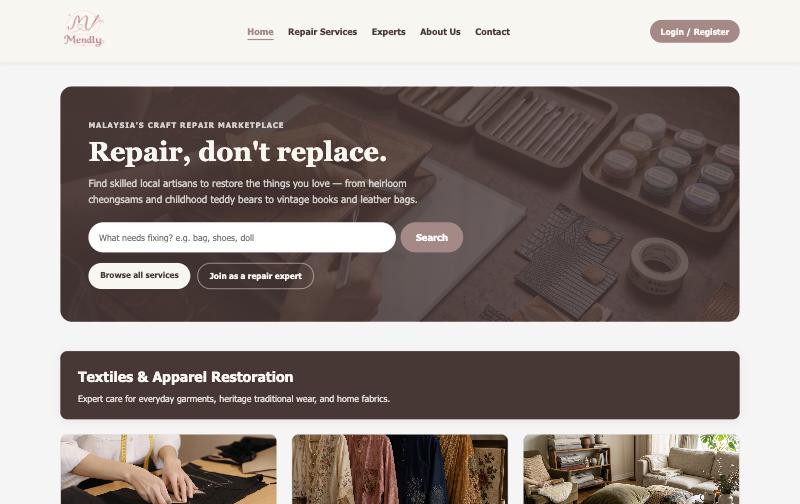 Mendly
Home Repair Services Experts About Us Contact
Login / Register
MALAYSIA'S CRAFT REPAIR MARKETPLACE
Repair, don't replace.
Find skilled local artisans to restore the things you love — from heirloom
cheongsams and childhood teddy bears to vintage books and leather bags.
What needs fixing? e.g. bag, shoes, doll
Search
Browse all services
Join as a repair expert
Textiles & Apparel Restoration
Expert care for everyday garments, heritage traditional wear, and home fabrics.